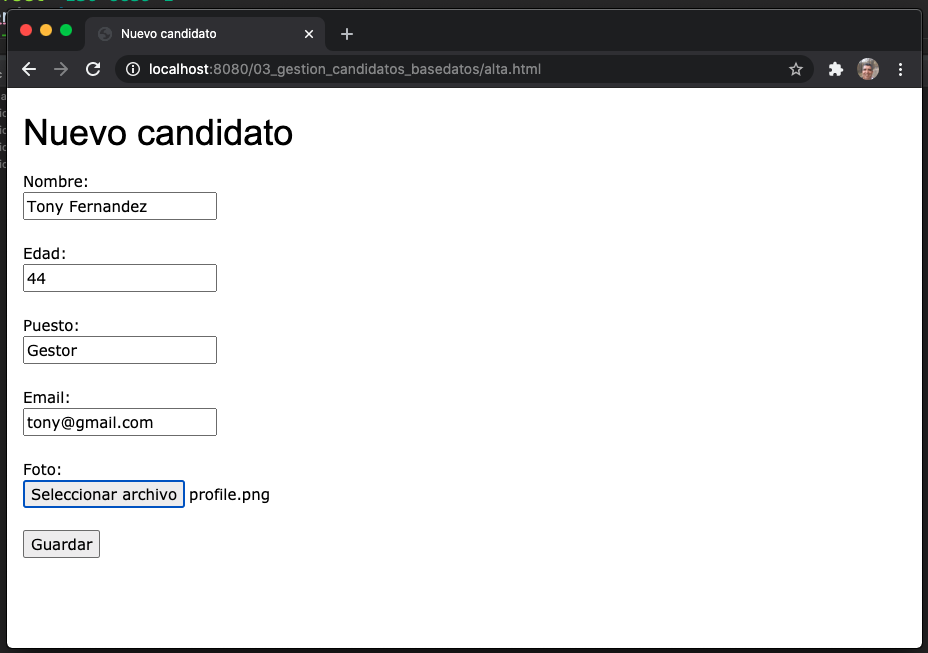 Nuevo candidato
localhost:8080/03_gestion_candidatos_basedatos/alta.html
Nuevo candidato
Nombre:
Tony Fernandez
Edad:
44
Puesto:
Gestor
Email:
tony@gmail.com
Foto:
Seleccionar archivo profile.png
Guardar